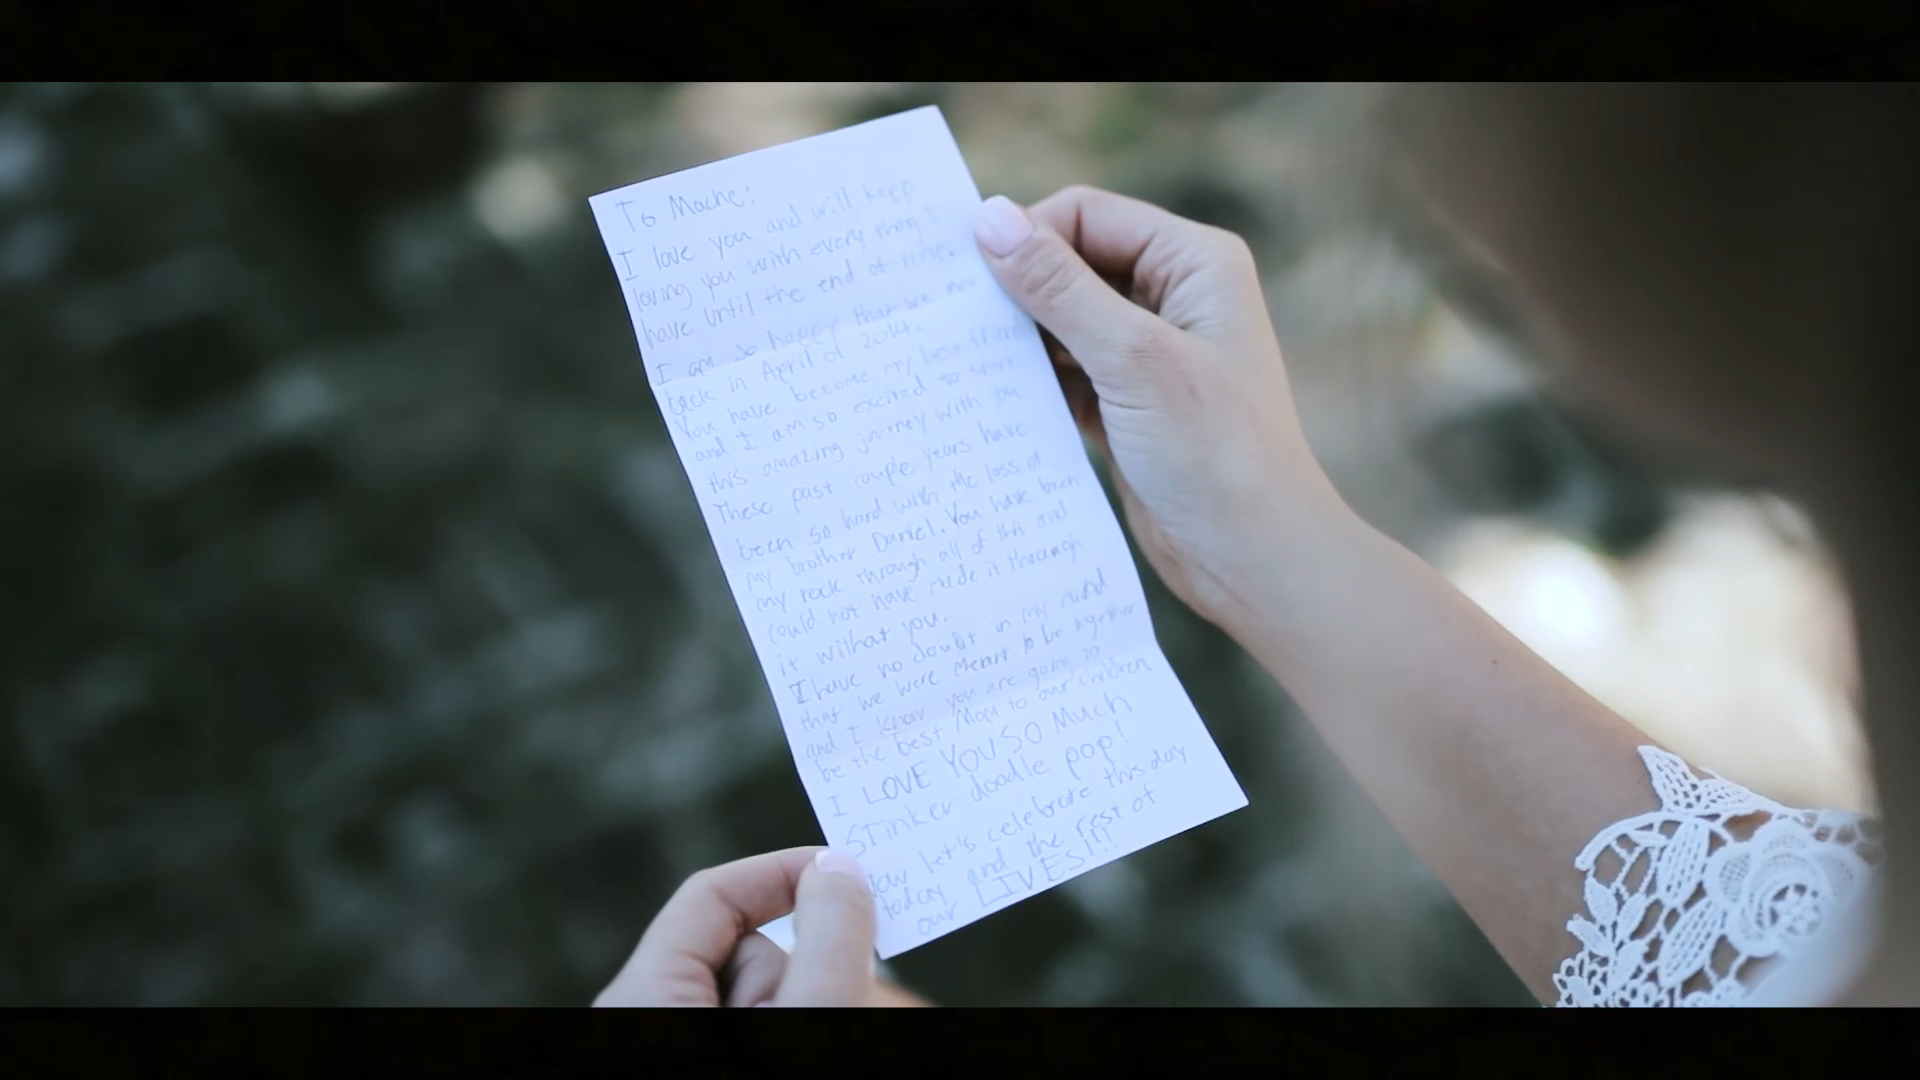 To Mache:
I love you and will keep
loving you with every thing I
have until the end of time.
I am so happy that we met
back in April of 2014.
You have become my best friend
and I am so excited to start
this amazing journey with you
These past couple years have
been so hard with the loss of
my brother Daniel. You have been
my rock through all of this and
could not have made it through
it without you.
I have no doubt in my mind
that we were meant to be together
and I know you are going to
be the best Mom to our children
I LOVE YOU SO MUCH
Stinker doodle pop!
Now let's celebrate this day
today and the rest of
our LIVES!!!